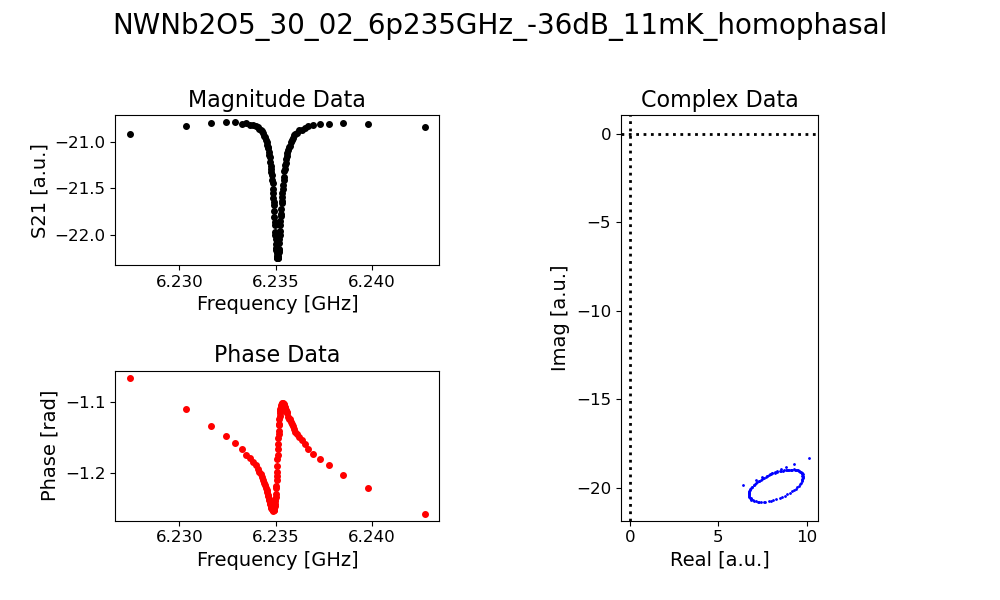 NWNb2O5_30_02_6p235GHz_-36dB_11mK_homophasal
Magnitude Data
S21 [a.u.]
−21.0
−21.5
−22.0
6.230 6.235 6.240
Frequency [GHz]
Phase Data
Phase [rad]
−1.1
−1.2
6.230 6.235 6.240
Frequency [GHz]
Complex Data
Imag [a.u.]
0
−5
−10
−15
−20
0 5 10
Real [a.u.]